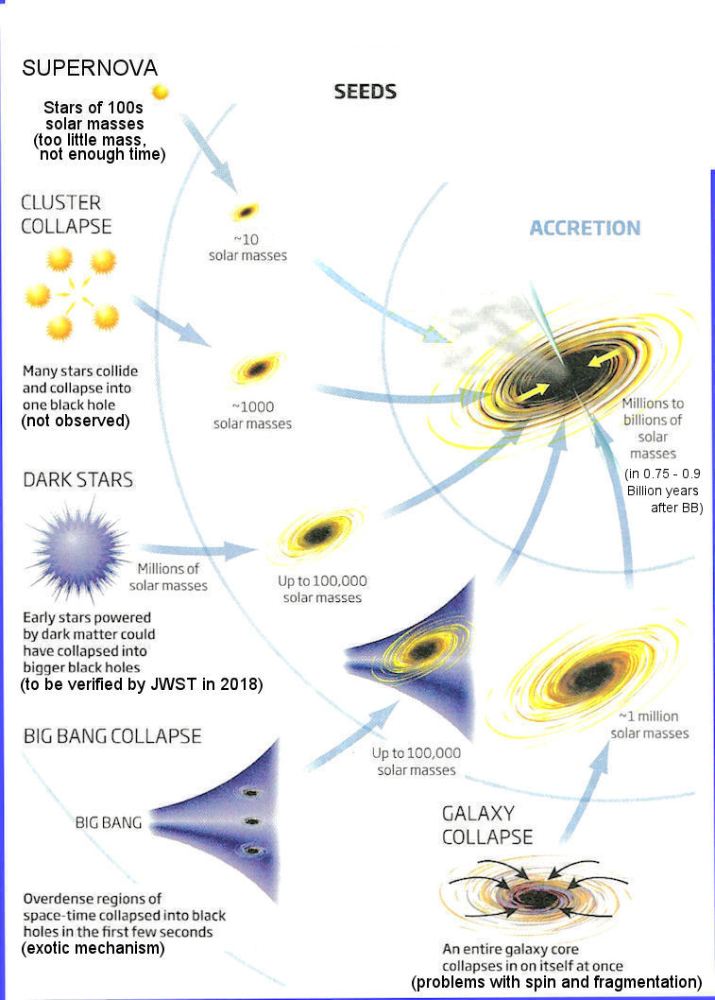 SUPERNOVA
SEEDS
Stars of 100s
solar masses
(too little mass,
not enough time)
~10
solar masses
CLUSTER
COLLAPSE
ACCRETION
Many stars collide
and collapse into
one black hole
(not observed)
~1000
solar masses
Millions to
billions of
solar
masses
(in 0.75 - 0.9
Billion years
after BB)
DARK STARS
Millions of
solar masses
Up to 100,000
solar masses
Early stars powered
by dark matter could
have collapsed into
bigger black holes
(to be verified by JWST in 2018)
~1 million
solar masses
BIG BANG COLLAPSE
Up to 100,000
solar masses
BIG BANG
GALAXY
COLLAPSE
Overdense regions of
space-time collapsed into black
holes in the first few seconds
(exotic mechanism)
An entire galaxy core
collapses in on itself at once
(problems with spin and fragmentation)